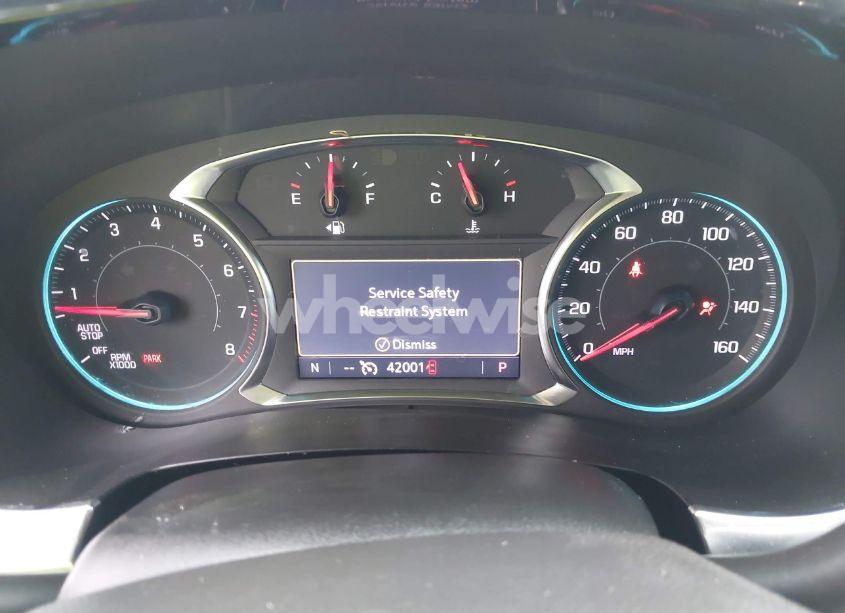 E F C H
1 2 3 4 5 6 7 8
AUTO
STOP
OFF
RPM
X1000
PARK
Service Safety
Restraint System
Dismiss
N -- 42001 P
0 20 40 60 80 100 120 140 160
MPH
wheelwise